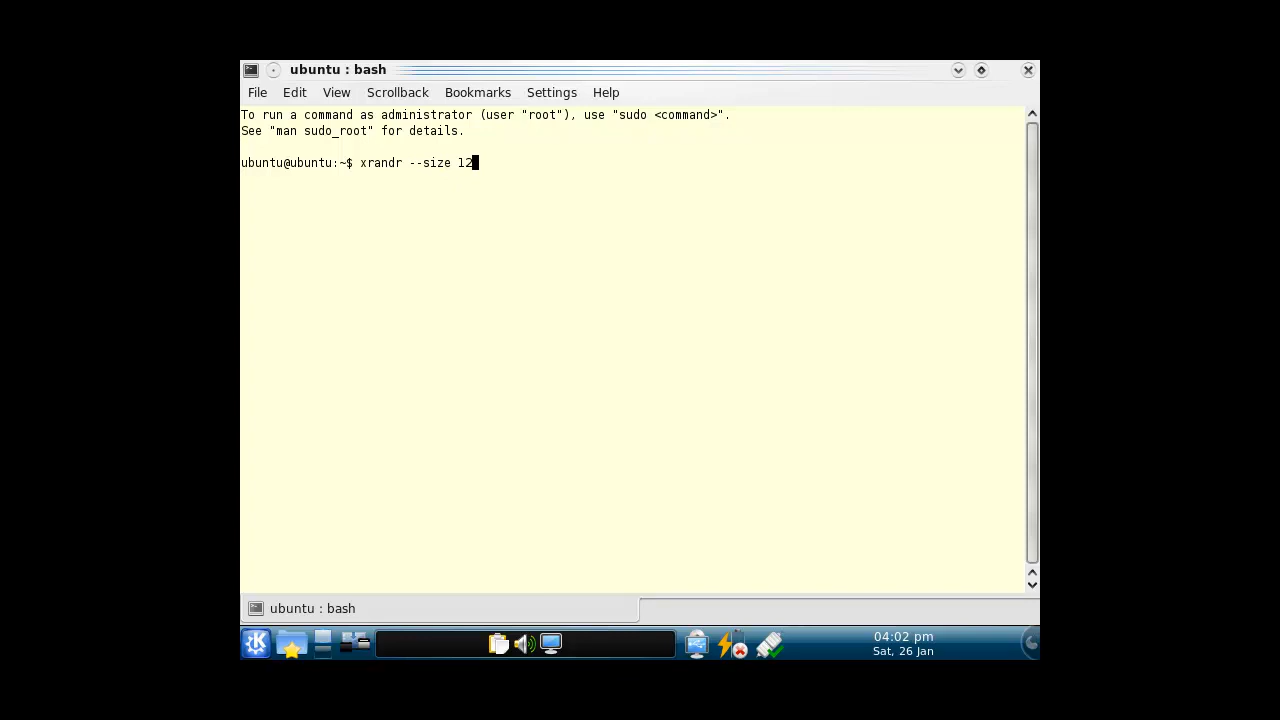 ubuntu : bash
File Edit View Scrollback Bookmarks Settings Help
To run a command as administrator (user "root"), use "sudo <command>".
See "man sudo_root" for details.
ubuntu@ubuntu:~$ xrandr --size 12
ubuntu : bash
04:02 pm
Sat, 26 Jan